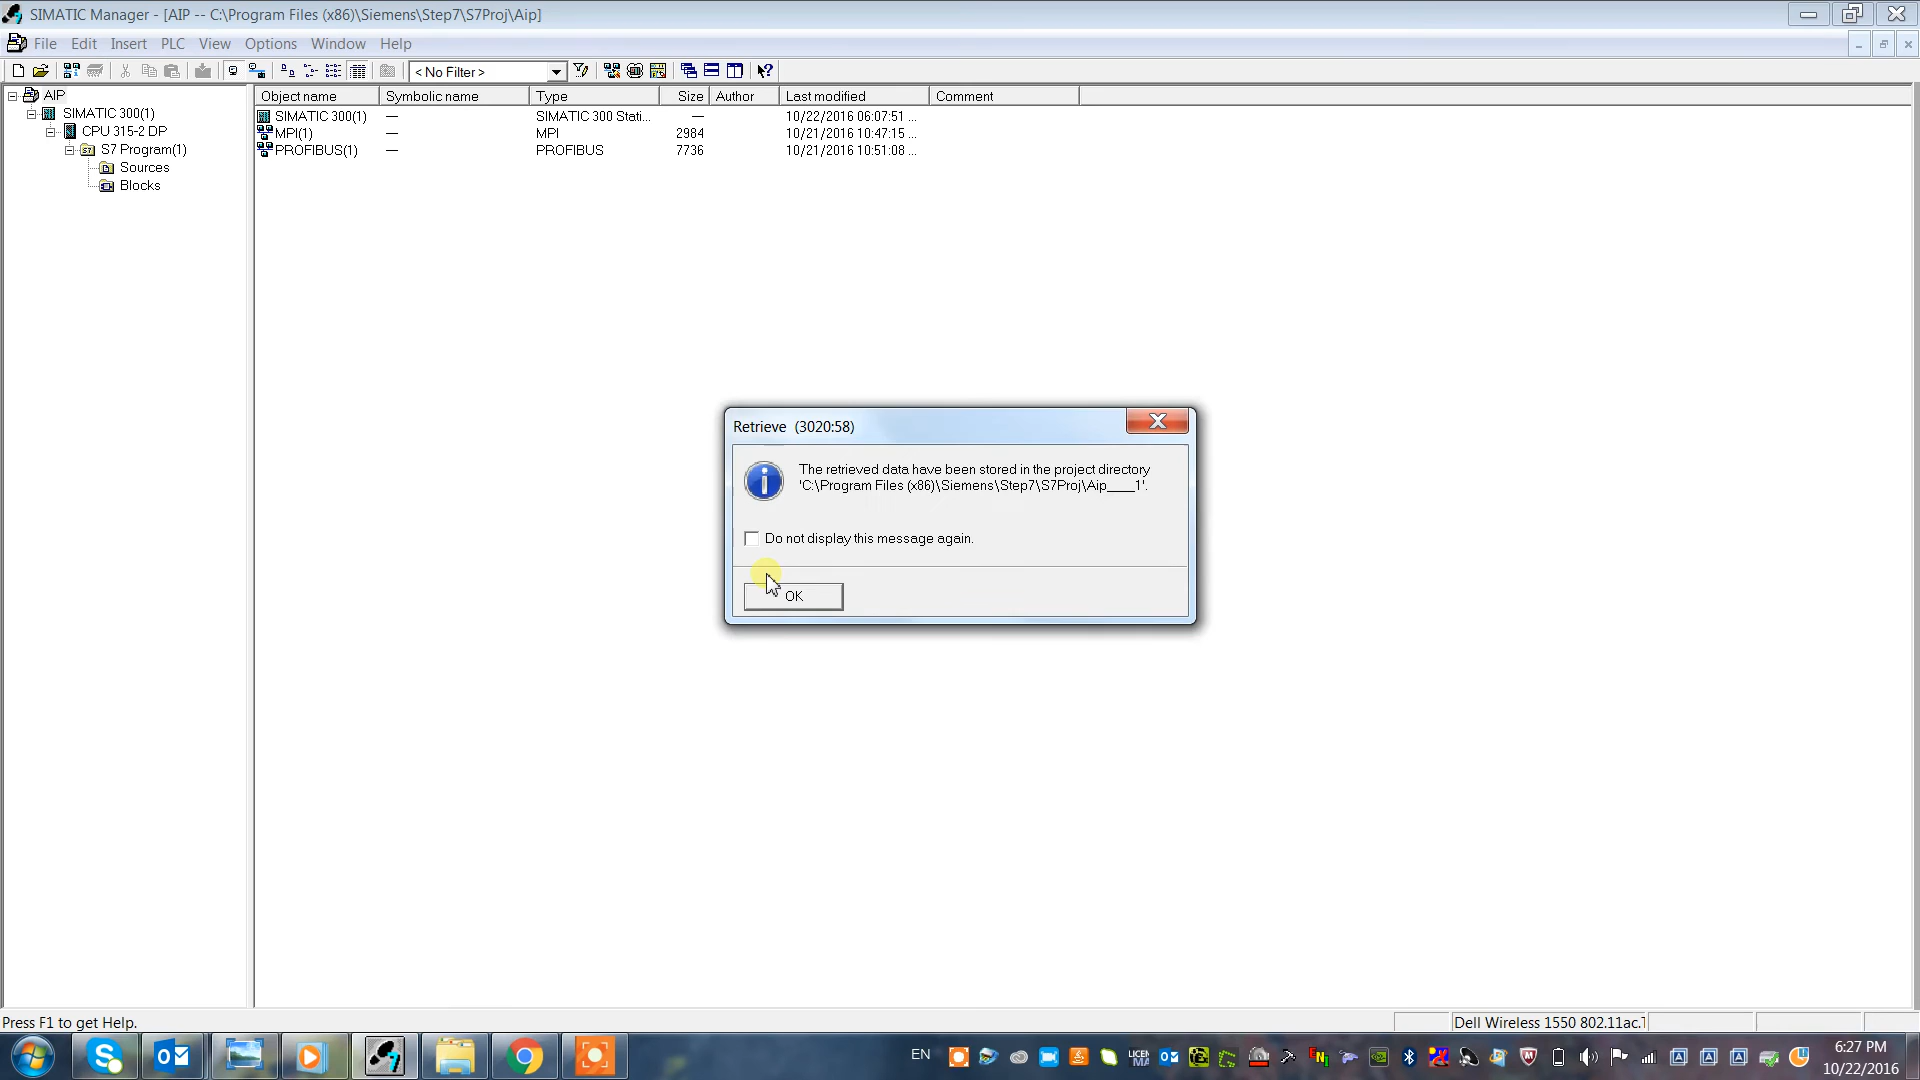 SIMATIC Manager - [AIP -- C:\Program Files (x86)\Siemens\Step7\S7Proj\Aip]
File Edit Insert PLC View Options Window Help
< No Filter >
AIP
SIMATIC 300(1)
CPU 315-2 DP
S7 Program(1)
Sources
Blocks
Object name Symbolic name Type Size Author Last modified Comment
SIMATIC 300(1) — SIMATIC 300 Stati... — 10/22/2016 06:07:51 ...
MPI(1) — MPI 2984 10/21/2016 10:47:15 ...
PROFIBUS(1) — PROFIBUS 7736 10/21/2016 10:51:08 ...
Retrieve (3020:58)
The retrieved data have been stored in the project directory
'C:\Program Files (x86)\Siemens\Step7\S7Proj\Aip____1'.
Do not display this message again.
OK
Press F1 to get Help.
Dell Wireless 1550 802.11ac.
EN
6:27 PM
10/22/2016